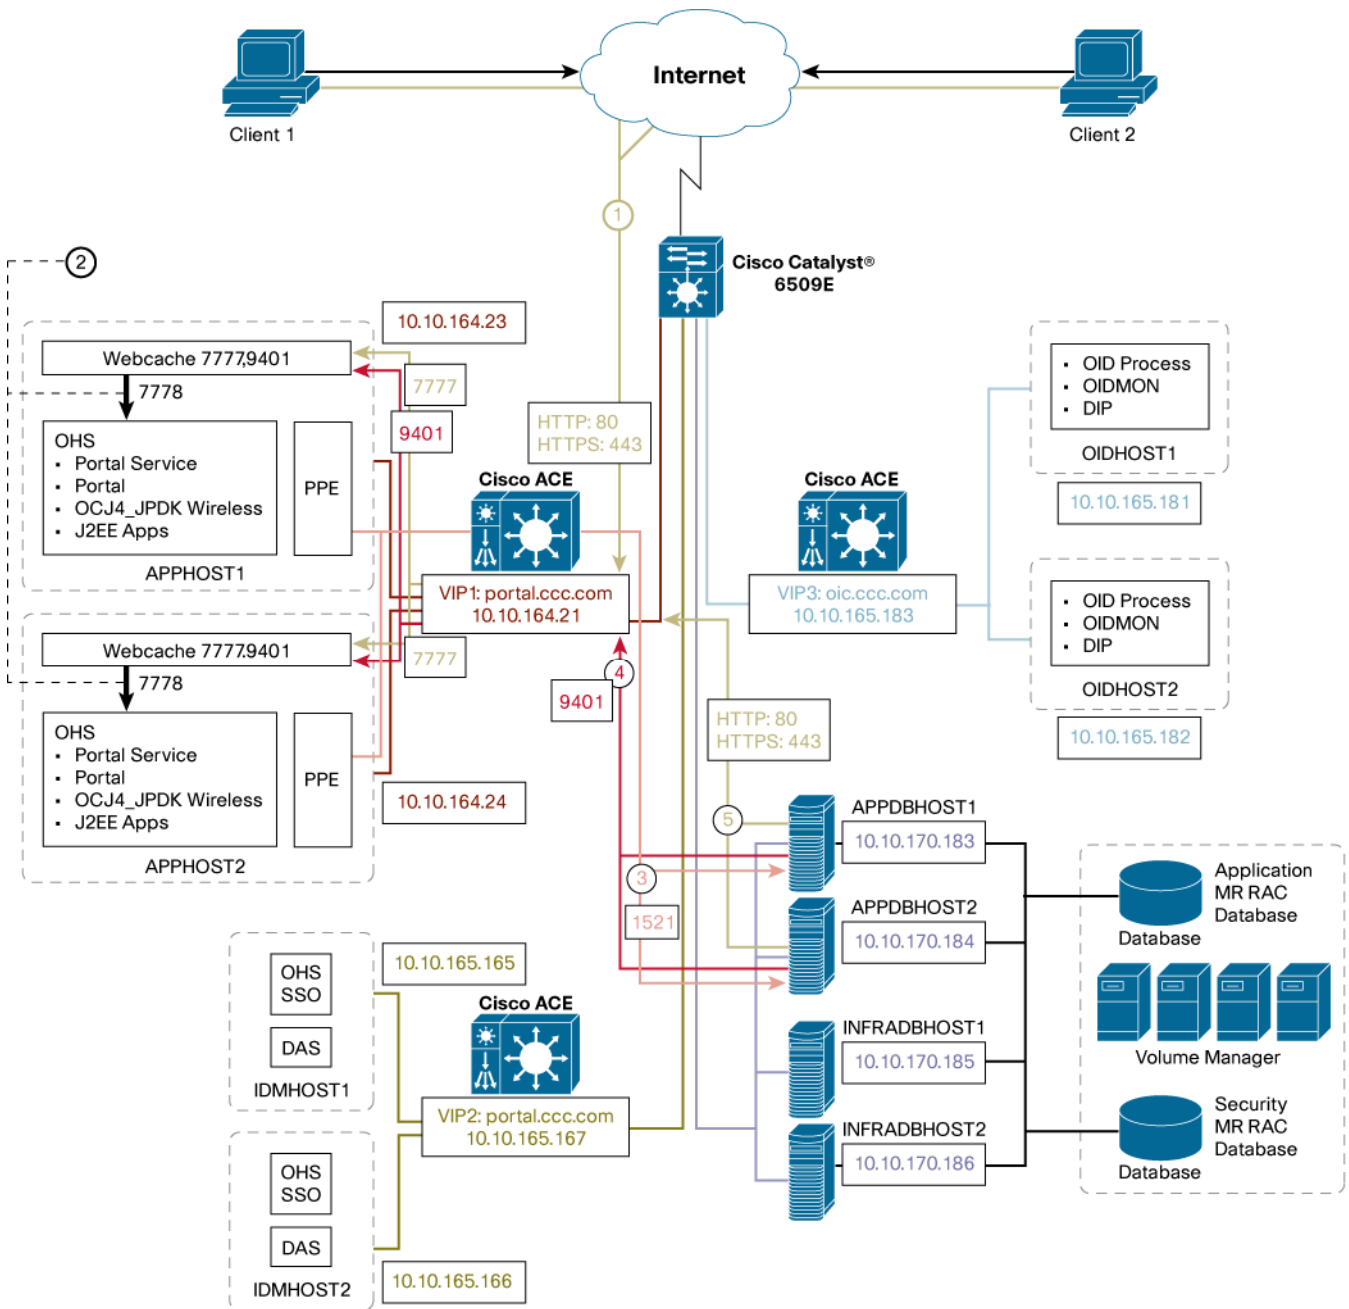 Internet
Client 1
Client 2
1
2
Cisco Catalyst®
6509E
10.10.164.23
Webcache 7777,9401
7777
7778
9401
OHS
▪ Portal Service
▪ Portal
▪ OCJ4_JPDK Wireless
▪ J2EE Apps
PPE
APPHOST1
HTTP: 80
HTTPS: 443
Cisco ACE
VIP1: portal.ccc.com
10.10.164.21
Cisco ACE
VIP3: oic.ccc.com
10.10.165.183
▪ OID Process
▪ OIDMON
▪ DIP
OIDHOST1
10.10.165.181
▪ OID Process
▪ OIDMON
▪ DIP
OIDHOST2
10.10.165.182
Webcache 7777.9401
7777
7778
OHS
▪ Portal Service
▪ Portal
▪ OCJ4_JPDK Wireless
▪ J2EE Apps
PPE
APPHOST2
10.10.164.24
4
9401
HTTP: 80
HTTPS: 443
5
3
1521
APPDBHOST1
10.10.170.183
APPDBHOST2
10.10.170.184
INFRADBHOST1
10.10.170.185
INFRADBHOST2
10.10.170.186
Application
MR RAC
Database
Database
Volume Manager
Security
MR RAC
Database
Database
OHS
SSO
DAS
IDMHOST1
10.10.165.165
Cisco ACE
VIP2: portal.ccc.com
10.10.165.167
OHS
SSO
DAS
IDMHOST2
10.10.165.166